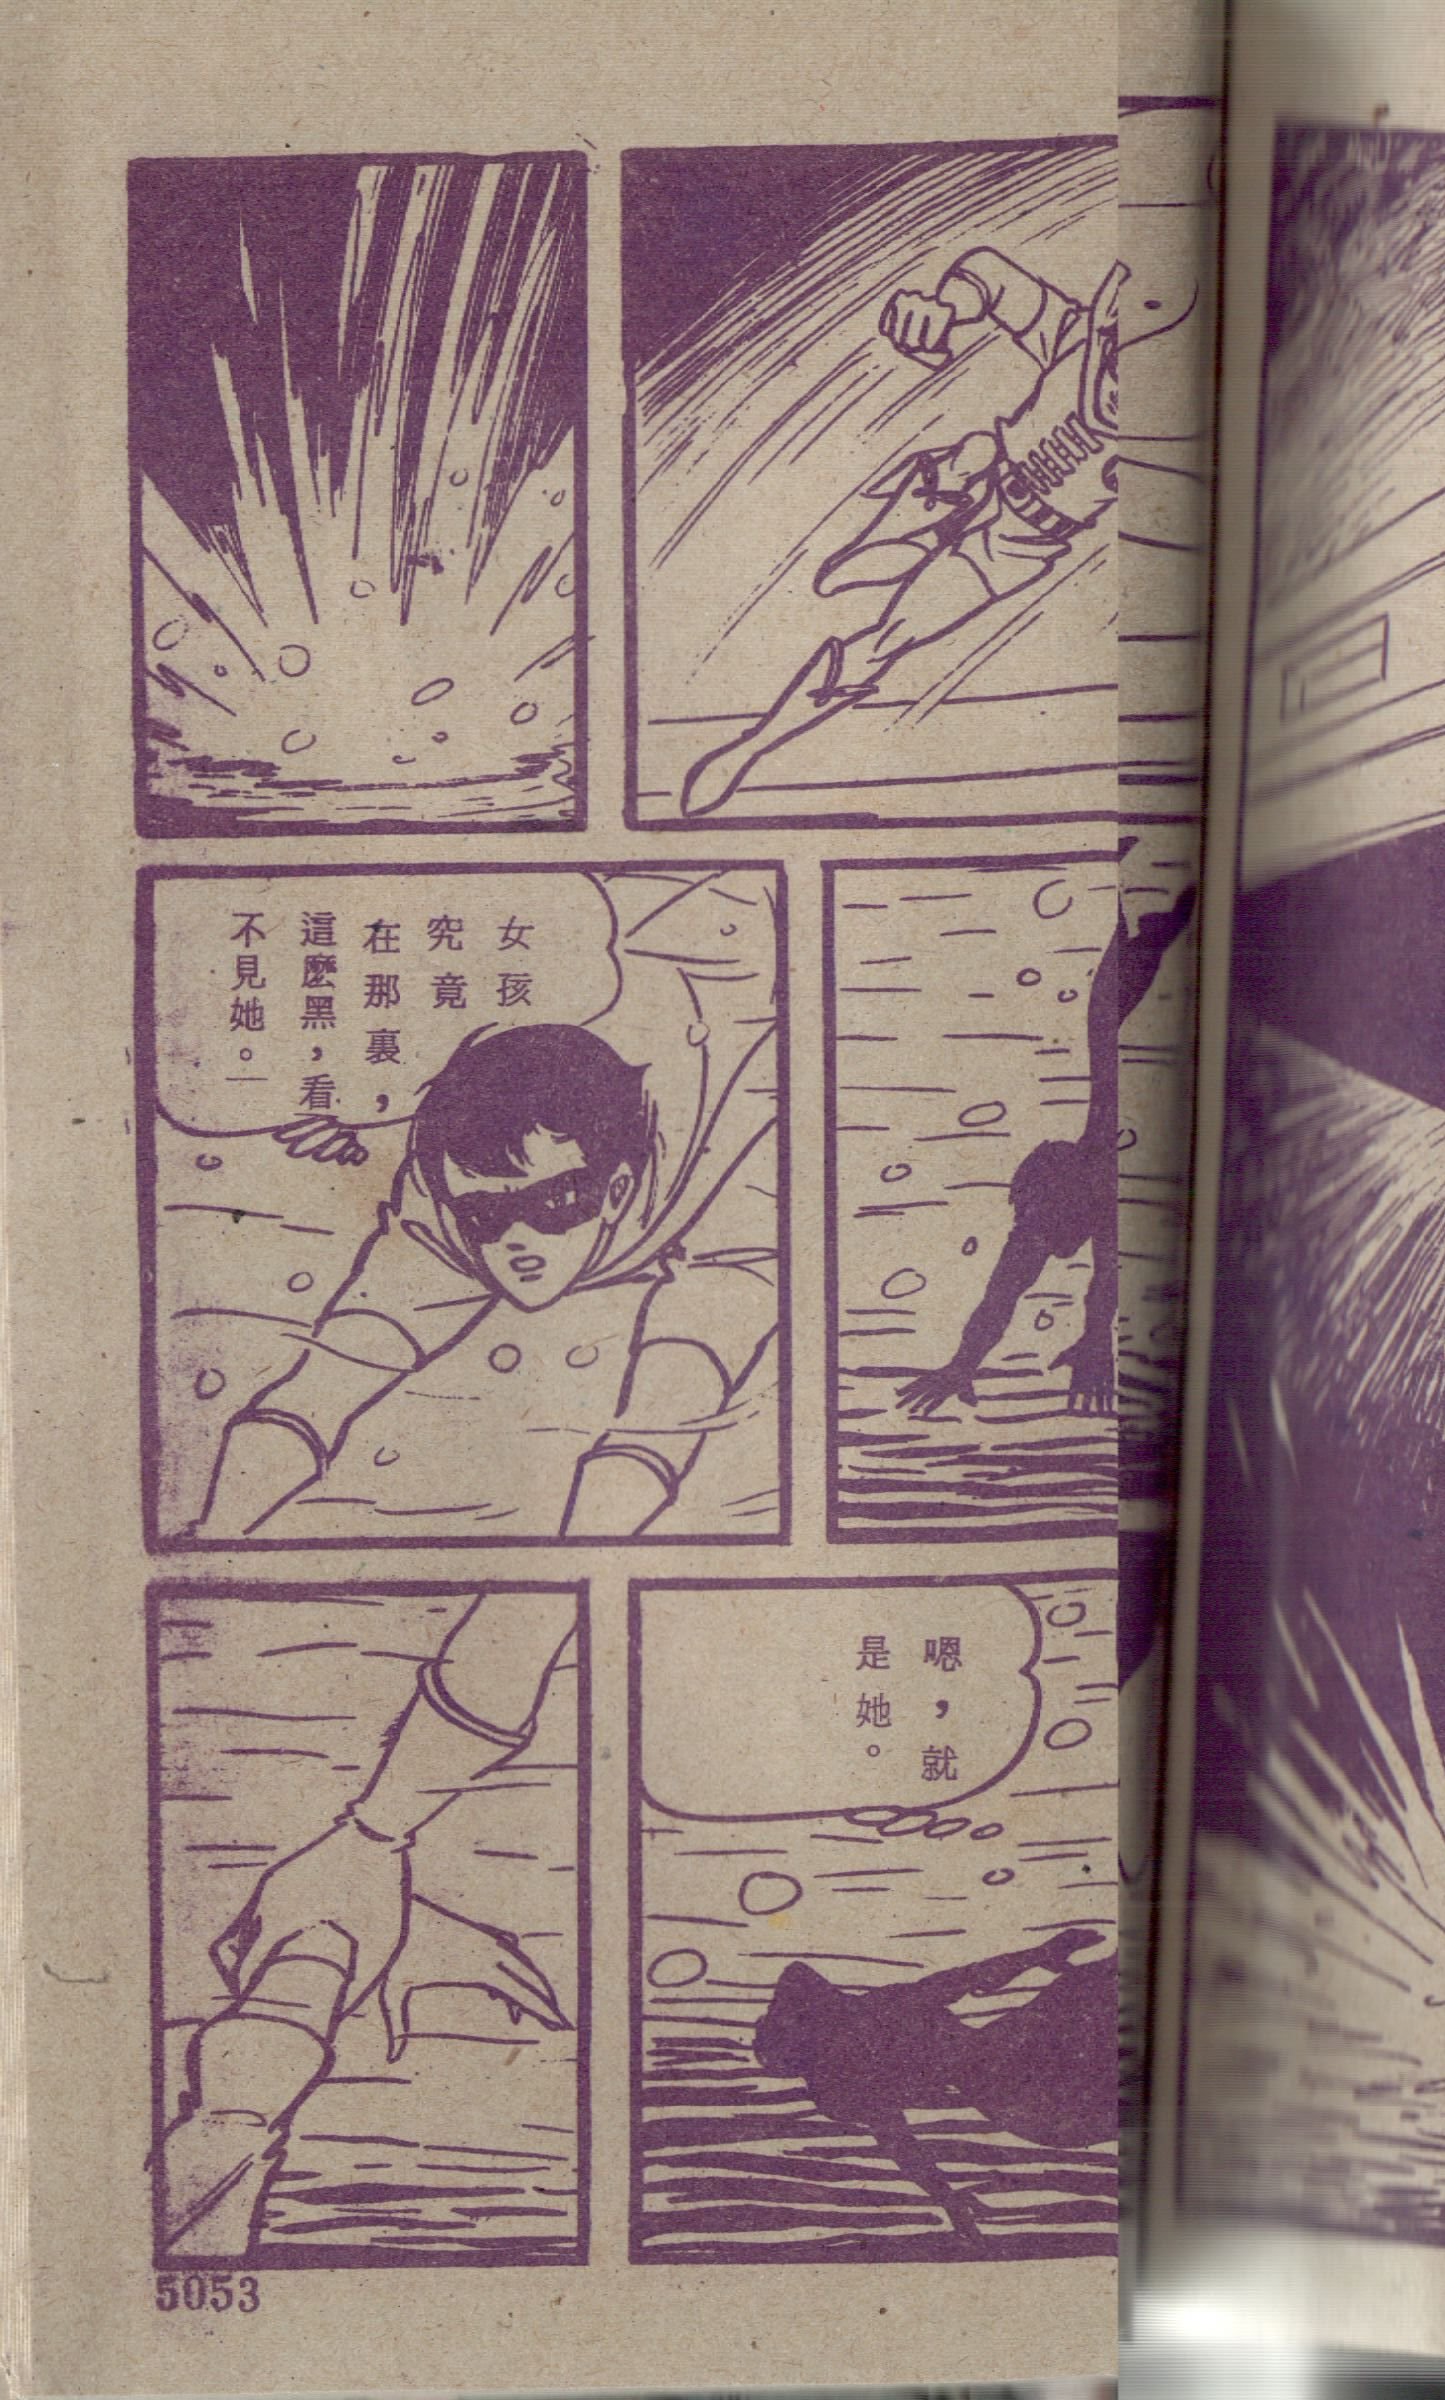 女孩
究竟
在那裏，
這麼黑，看
不見她。
嗯，就
是她。
5053